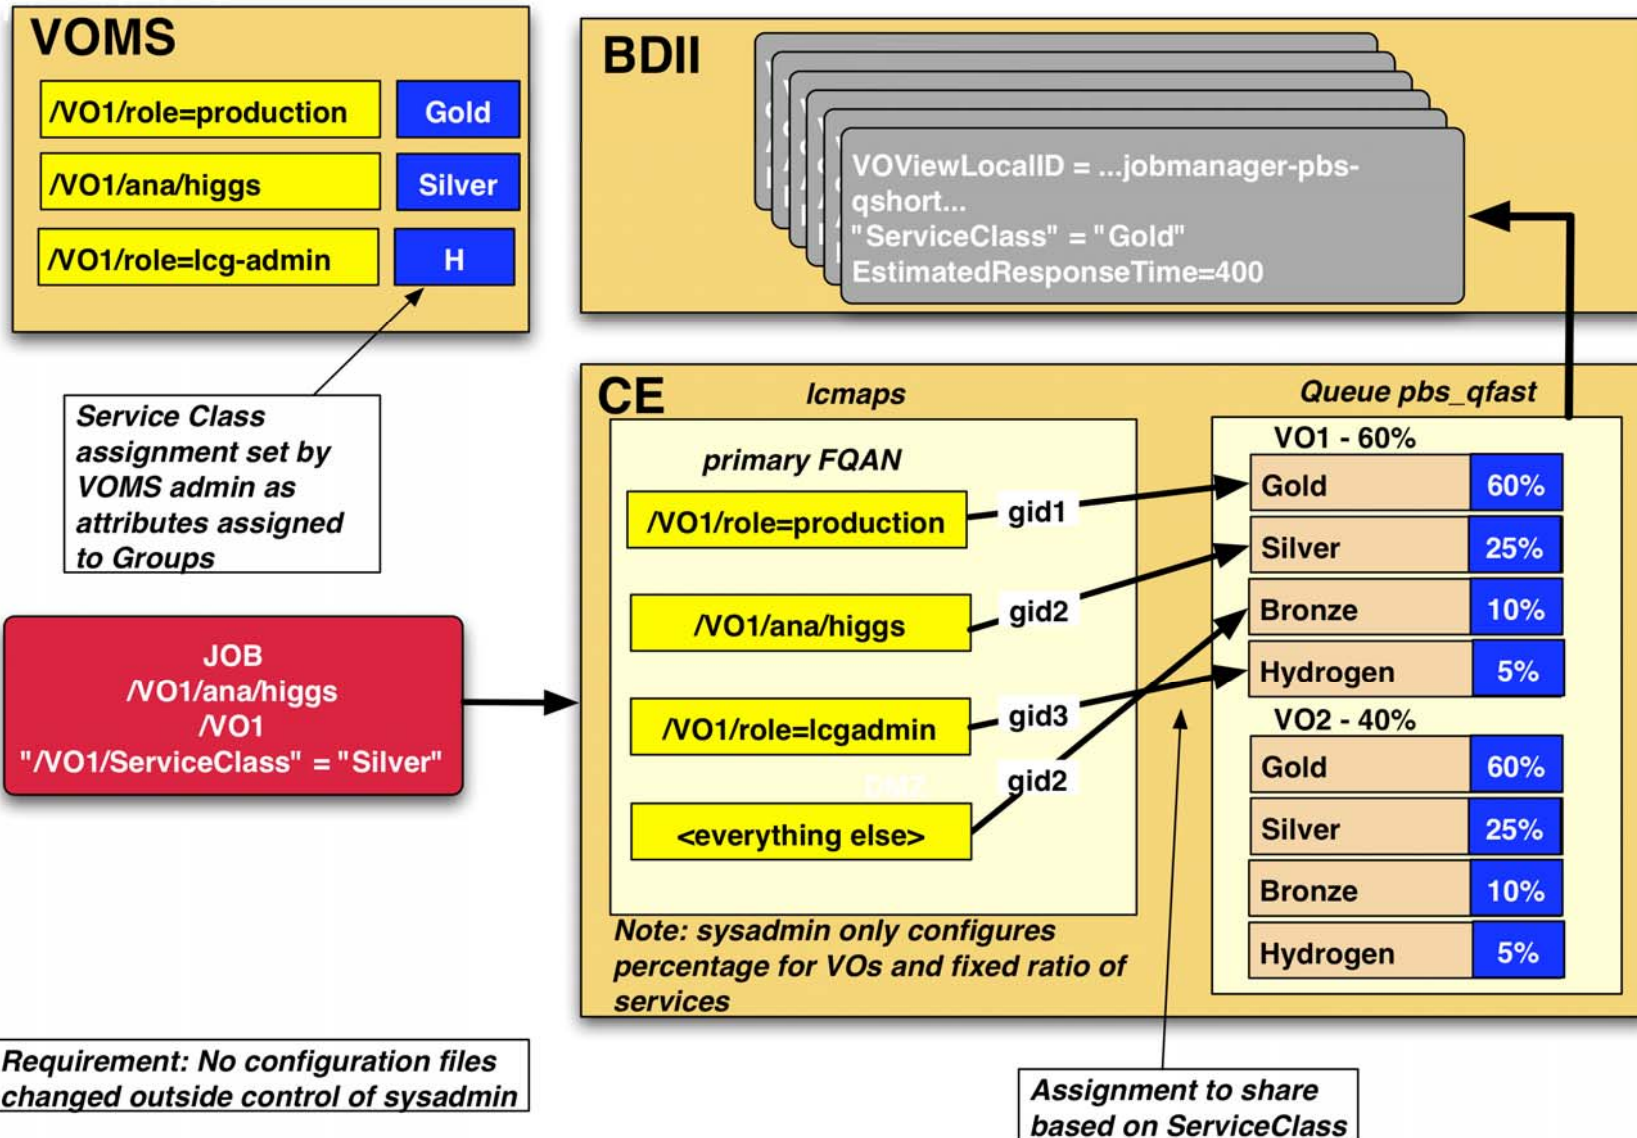 VOMS
/VO1/role=production
Gold
/VO1/ana/higgs
Silver
/VO1/role=lcg-admin
H
Service Class
assignment set by
VOMS admin as
attributes assigned
to Groups
BDII
VOViewLocalID = ...jobmanager-pbs-
qshort...
"ServiceClass" = "Gold"
EstimatedResponseTime=400
JOB
/VO1/ana/higgs
/VO1
"/VO1/ServiceClass" = "Silver"
CE
lcmaps
primary FQAN
/VO1/role=production
gid1
/VO1/ana/higgs
gid2
/VO1/role=lcgadmin
gid3
DMZ
gid2
<everything else>
Note: sysadmin only configures
percentage for VOs and fixed ratio of
services
Queue pbs_qfast
VO1 - 60%
Gold 60%
Silver 25%
Bronze 10%
Hydrogen 5%
VO2 - 40%
Gold 60%
Silver 25%
Bronze 10%
Hydrogen 5%
Requirement: No configuration files
changed outside control of sysadmin
Assignment to share
based on ServiceClass